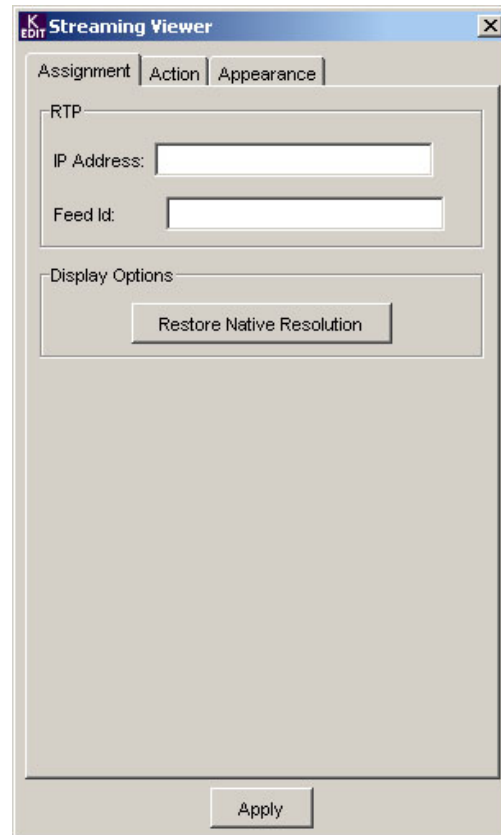 K EDIT Streaming Viewer
Assignment Action Appearance
RTP
IP Address:
Feed Id:
Display Options
Restore Native Resolution
Apply